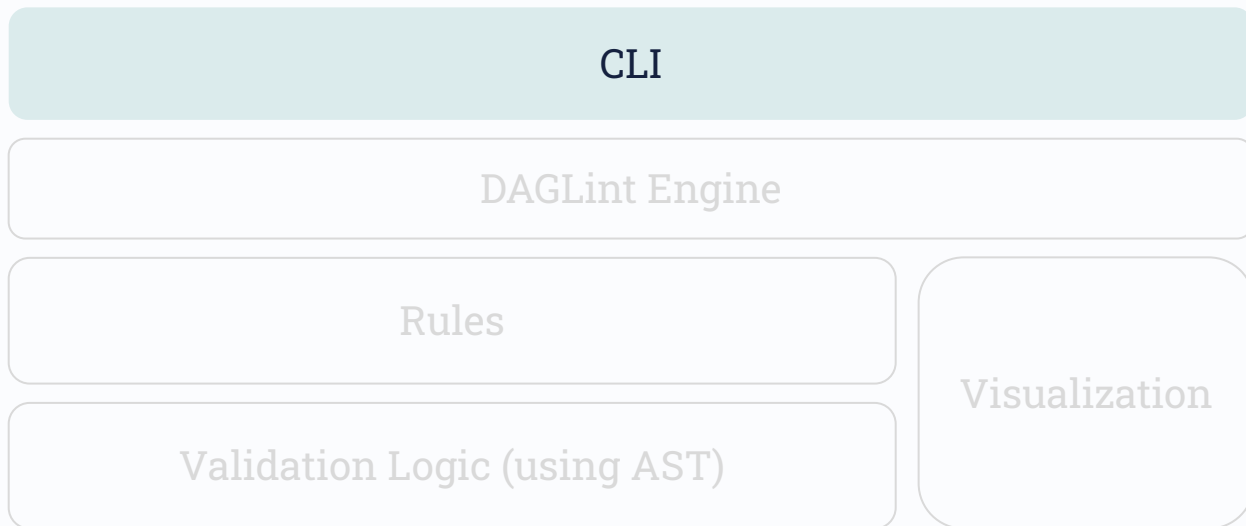 CLI
DAGLint Engine
Rules
Visualization
Validation Logic (using AST)